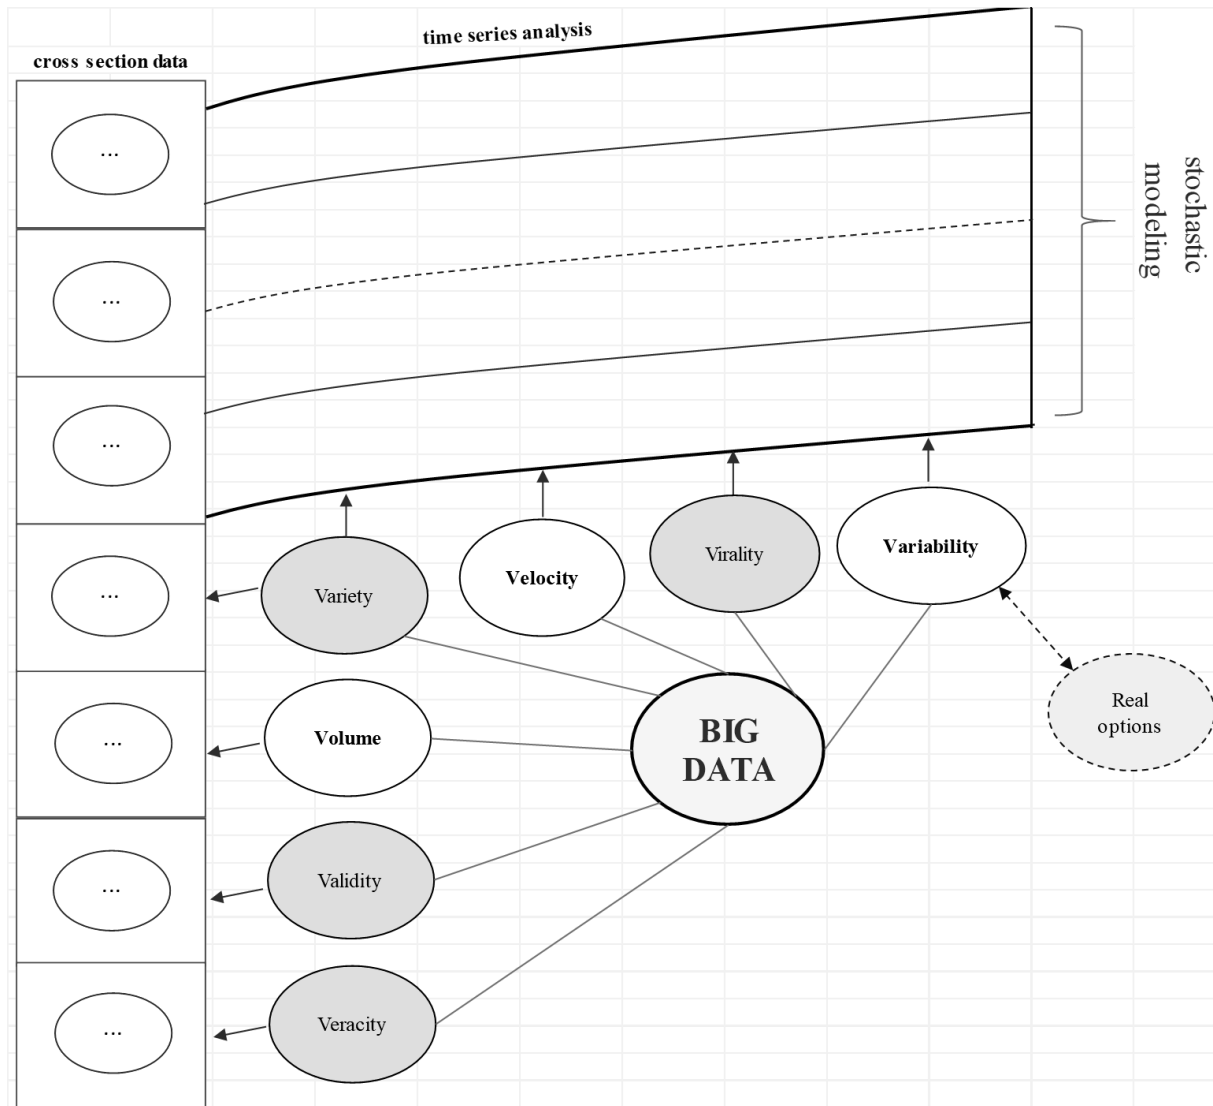 time series analysis
cross section data
...
stochastic
modeling
...
...
...
Variety
Velocity
Virality
Variability
Real
options
...
Volume
BIG
DATA
...
Validity
...
Veracity